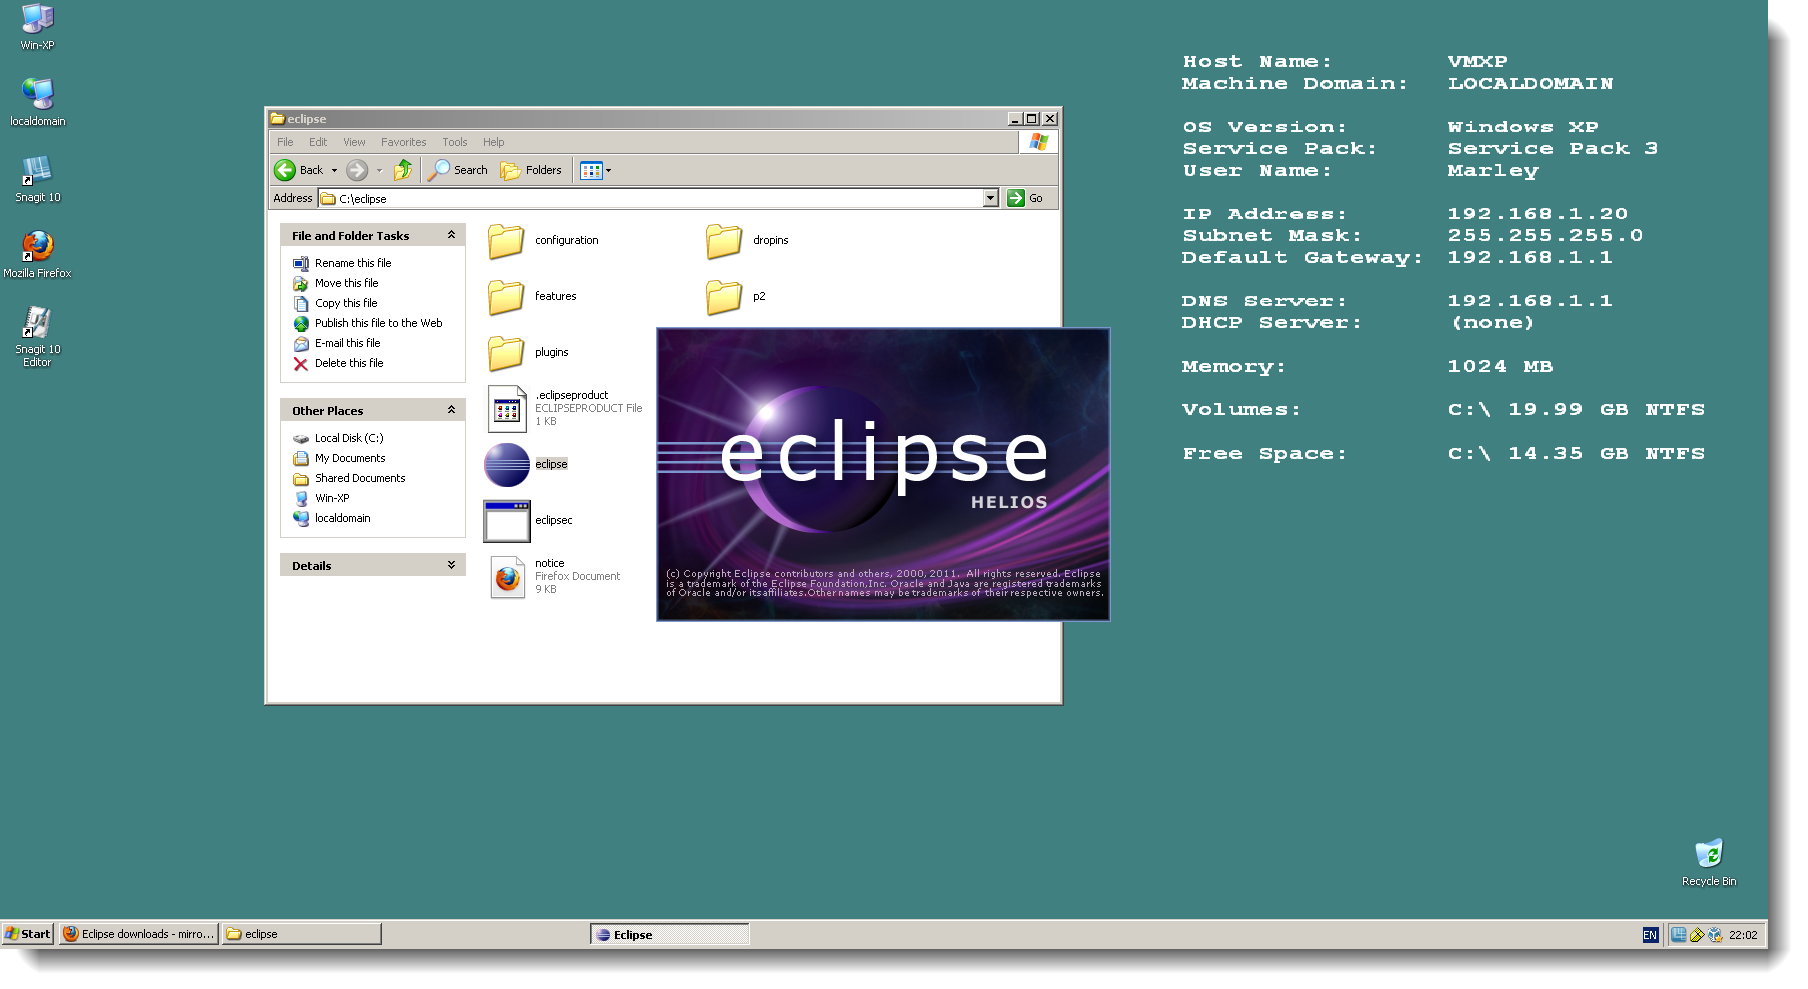 Win-XP
localdomain
Snagit 10
Mozilla Firefox
Snagit 10
Editor
eclipse
File Edit View Favorites Tools Help
Back Search Folders
Address C:\eclipse Go
File and Folder Tasks
Rename this file
Move this file
Copy this file
Publish this file to the Web
E-mail this file
Delete this file
Other Places
Local Disk (C:)
My Documents
Shared Documents
Win-XP
localdomain
Details
configuration
dropins
features
p2
plugins
.eclipseproduct
ECLIPSEPRODUCT File
1 KB
eclipse
eclipsec
notice
Firefox Document
9 KB
eclipse
HELIOS
(c) Copyright Eclipse contributors and others, 2000, 2011. All rights reserved. Eclipse
is a trademark of the Eclipse Foundation,Inc. Oracle and Java are registered trademarks
of Oracle and/or itsaffiliates.Other names may be trademarks of their respective owners.
Host Name: VMXP
Machine Domain: LOCALDOMAIN
OS Version: Windows XP
Service Pack: Service Pack 3
User Name: Marley
IP Address: 192.168.1.20
Subnet Mask: 255.255.255.0
Default Gateway: 192.168.1.1
DNS Server: 192.168.1.1
DHCP Server: (none)
Memory: 1024 MB
Volumes: C:\ 19.99 GB NTFS
Free Space: C:\ 14.35 GB NTFS
Recycle Bin
Start Eclipse downloads - mirro... eclipse Eclipse EN 22:02